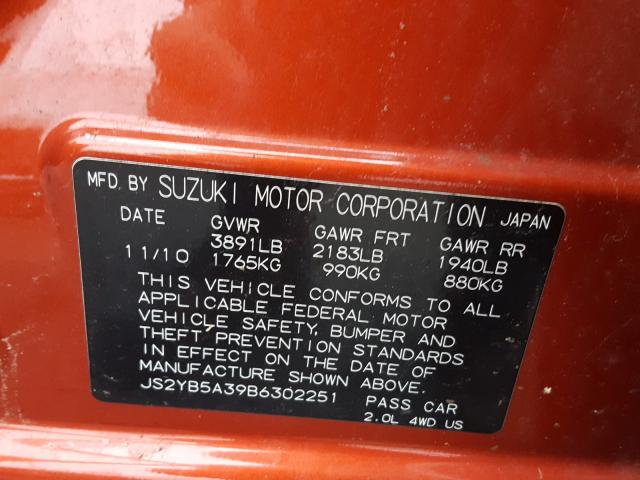 MFD. BY SUZUKI MOTOR CORPORATION JAPAN
DATE GVWR GAWR FRT GAWR RR
11/10 3891LB 2183LB 1940LB
1765KG 990KG 880KG
THIS VEHICLE CONFORMS TO ALL
APPLICABLE FEDERAL MOTOR
VEHICLE SAFETY, BUMPER AND
THEFT PREVENTION STANDARDS
IN EFFECT ON THE DATE OF
MANUFACTURE SHOWN ABOVE.
JS2YB5A39B6302251 PASS CAR
2.0L 4WD US